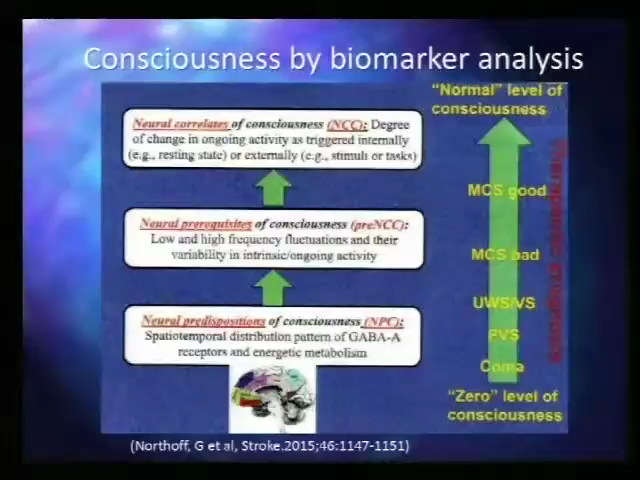 Consciousness by biomarker analysis
Neural correlates of consciousness (NCC): Degree
of change in ongoing activity as triggered internally
(e.g., resting state) or externally (e.g., stimuli or tasks)
Neural prerequisites of consciousness (preNCC):
Low and high frequency fluctuations and their
variability in intrinsic/ongoing activity
Neural predispositions of consciousness (NPC):
Spatiotemporal distribution pattern of GABA-A
receptors and energetic metabolism
"Normal" level of
consciousness
MCS good
MCS bad
UWS/VS
PVS
Coma
"Zero" level of
consciousness
(Northoff, G et al, Stroke.2015;46:1147-1151)